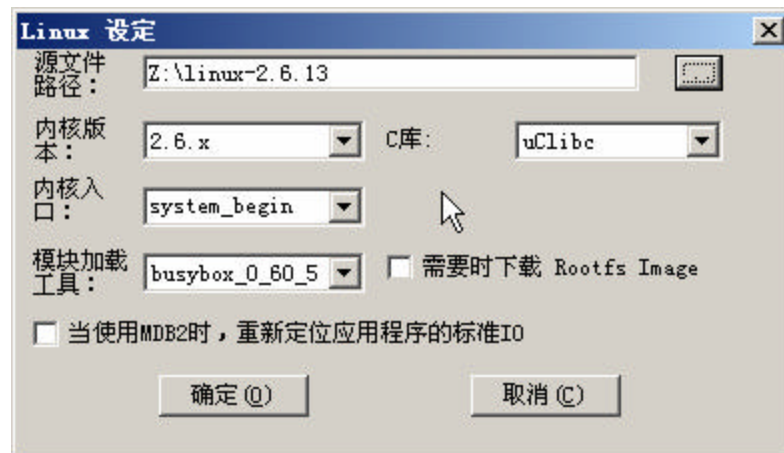 Linux 设定
源文件
路径：
Z:\linux-2.6.13
...
内核版
本：
2.6.x
C库:
uClibc
内核入
口：
system_begin
模块加载
工具：
busybox_0_60_5
需要时下载 Rootfs Image
当使用MDB2时，重新定位应用程序的标准IO
确定(O)
取消(C)